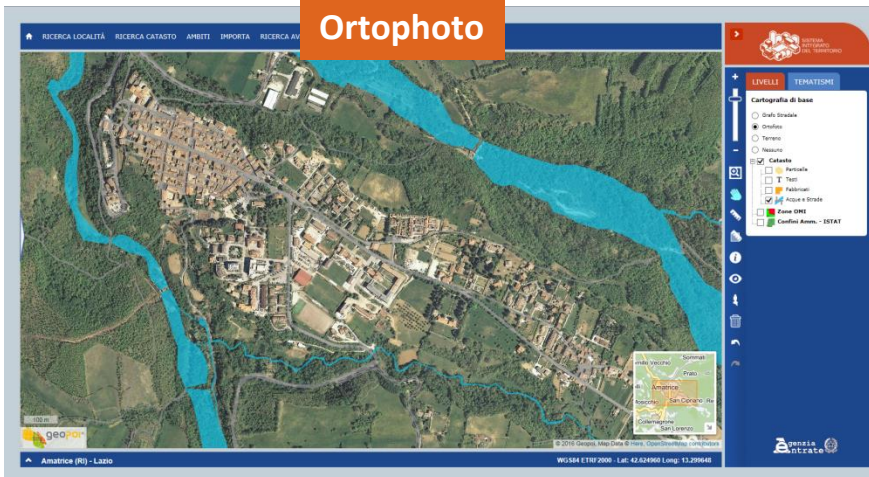 Ortophoto
RICERCA LOCALITÀ RICERCA CATASTO AMBITI IMPORTA RICERCA AV
SISTEMA
INTEGRATO
DEL TERRITORIO
LIVELLI TEMATISMI
Cartografia di base
Grafo Stradale
Ortofoto
Terreno
Nessuno
Catasto
Particelle
T Testi
Fabbricati
Acque e Strade
Zone OMI
Confini Amm. - ISTAT
Sommati
Prato
Amatrice
San Cipriano
Collemagrone
San Lorenzo
100 m
geopoi
© 2016 Geopoi, Map Data © Here, OpenStreetMap contributors
Amatrice (RI) - Lazio
WGS84 ETRF2000 - Lat: 42.624960 Long: 13.299648
agenzia
entrate